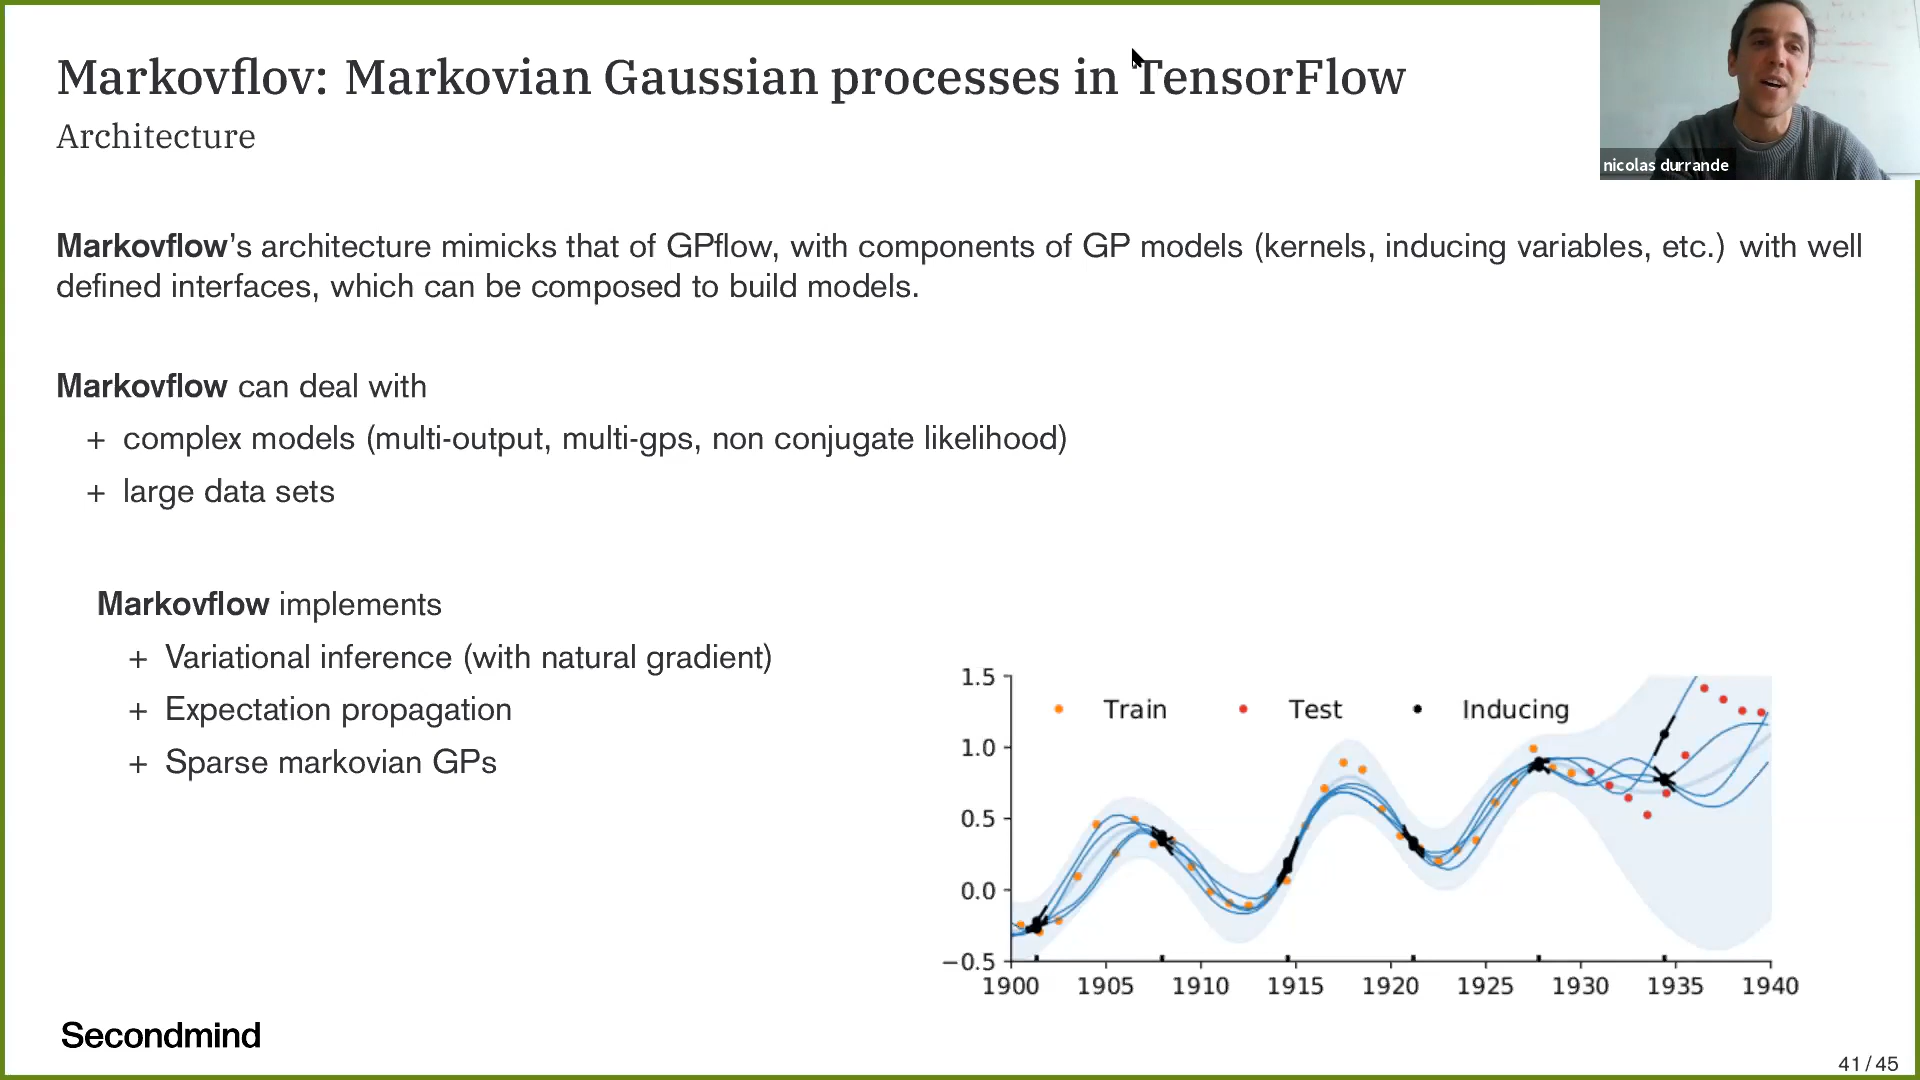 Markovflov: Markovian Gaussian processes in TensorFlow
Architecture
nicolas durrande
Markovflow's architecture mimicks that of GPflow, with components of GP models (kernels, inducing variables, etc.) with well
defined interfaces, which can be composed to build models.
Markovflow can deal with
+ complex models (multi-output, multi-gps, non conjugate likelihood)
+ large data sets
Markovflow implements
+ Variational inference (with natural gradient)
+ Expectation propagation
+ Sparse markovian GPs
Train Test Inducing
1.5
1.0
0.5
0.0
−0.5
1900 1905 1910 1915 1920 1925 1930 1935 1940
Secondmind
41 / 45